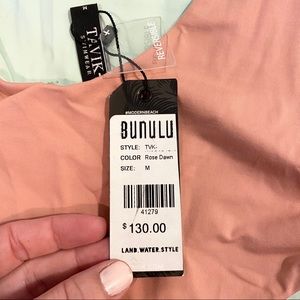 TAVIK
SWIMWEAR
REVERSIBLE
#MODERNBEACH
BUNULU
STYLE: TVK-
COLOR Rose Dawn
SIZE: M
41279
$130.00
LAND.WATER.STYLE